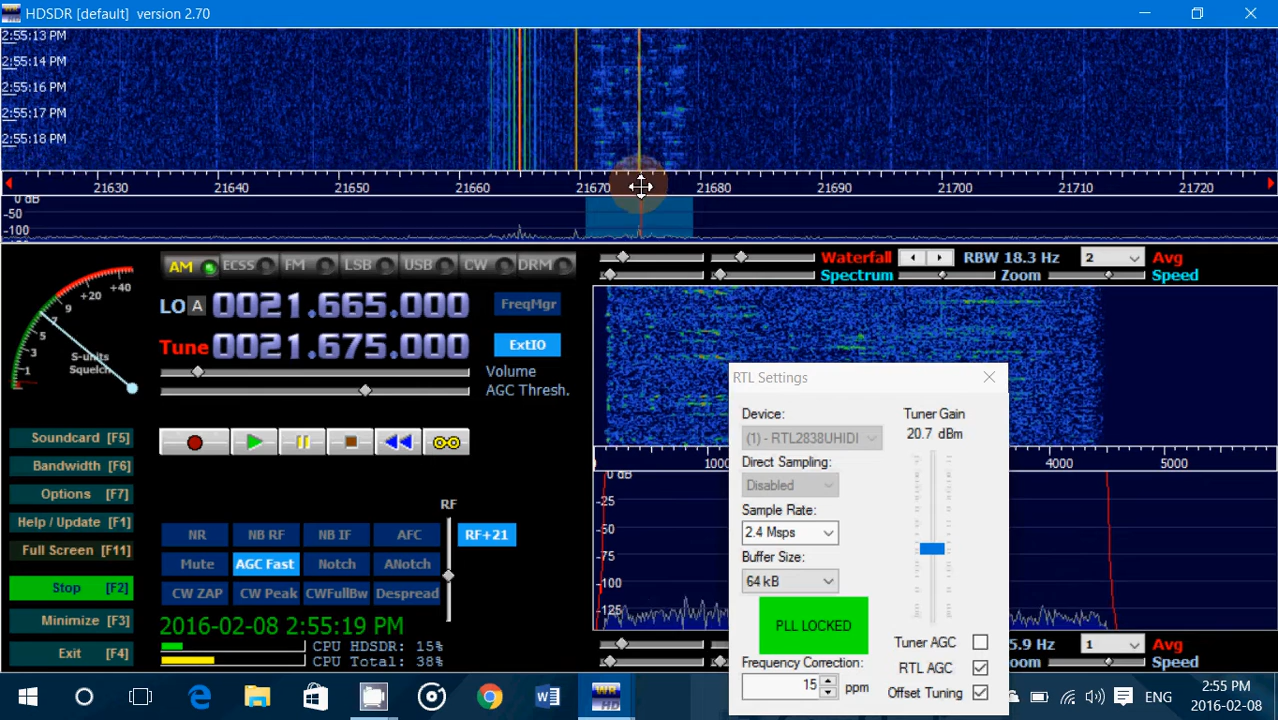 HDSDR [default] version 2.70
2:55:13 PM
2:55:14 PM
2:55:16 PM
2:55:17 PM
2:55:18 PM
21630 21640 21650 21660 21670 21680 21690 21700 21710 21720
0 dB
-50
-100
AM ECSS FM LSB USB CW DRM
Waterfall RBW 18.3 Hz 2 Avg
Spectrum Zoom Speed
+40
+20
9
7
5
3
1
S-units
Squelch
LO A 0021.665.000 FreqMgr
Tune 0021.675.000 ExtIO
Volume
AGC Thresh.
Soundcard [F5]
Bandwidth [F6]
Options [F7]
Help / Update [F1]
Full Screen [F11]
Stop [F2]
Minimize [F3]
Exit [F4]
RF
NR NB RF NB IF AFC RF+21
Mute AGC Fast Notch ANotch
CW ZAP CW Peak CWFullBw Despread
2016-02-08 2:55:19 PM
CPU HDSDR: 15%
CPU Total: 38%
0 1000 4000 5000
0 dB
-25
-50
-75
-100
-125
RTL Settings
Device:
(1) - RTL2838UHIDI
Direct Sampling:
Disabled
Sample Rate:
2.4 Msps
Buffer Size:
64 kB
PLL LOCKED
Frequency Correction:
15 ppm
Tuner Gain
20.7 dBm
Tuner AGC
RTL AGC
Offset Tuning
5.9 Hz 1 Avg
oom Speed
WR
HD
ENG
2:55 PM
2016-02-08